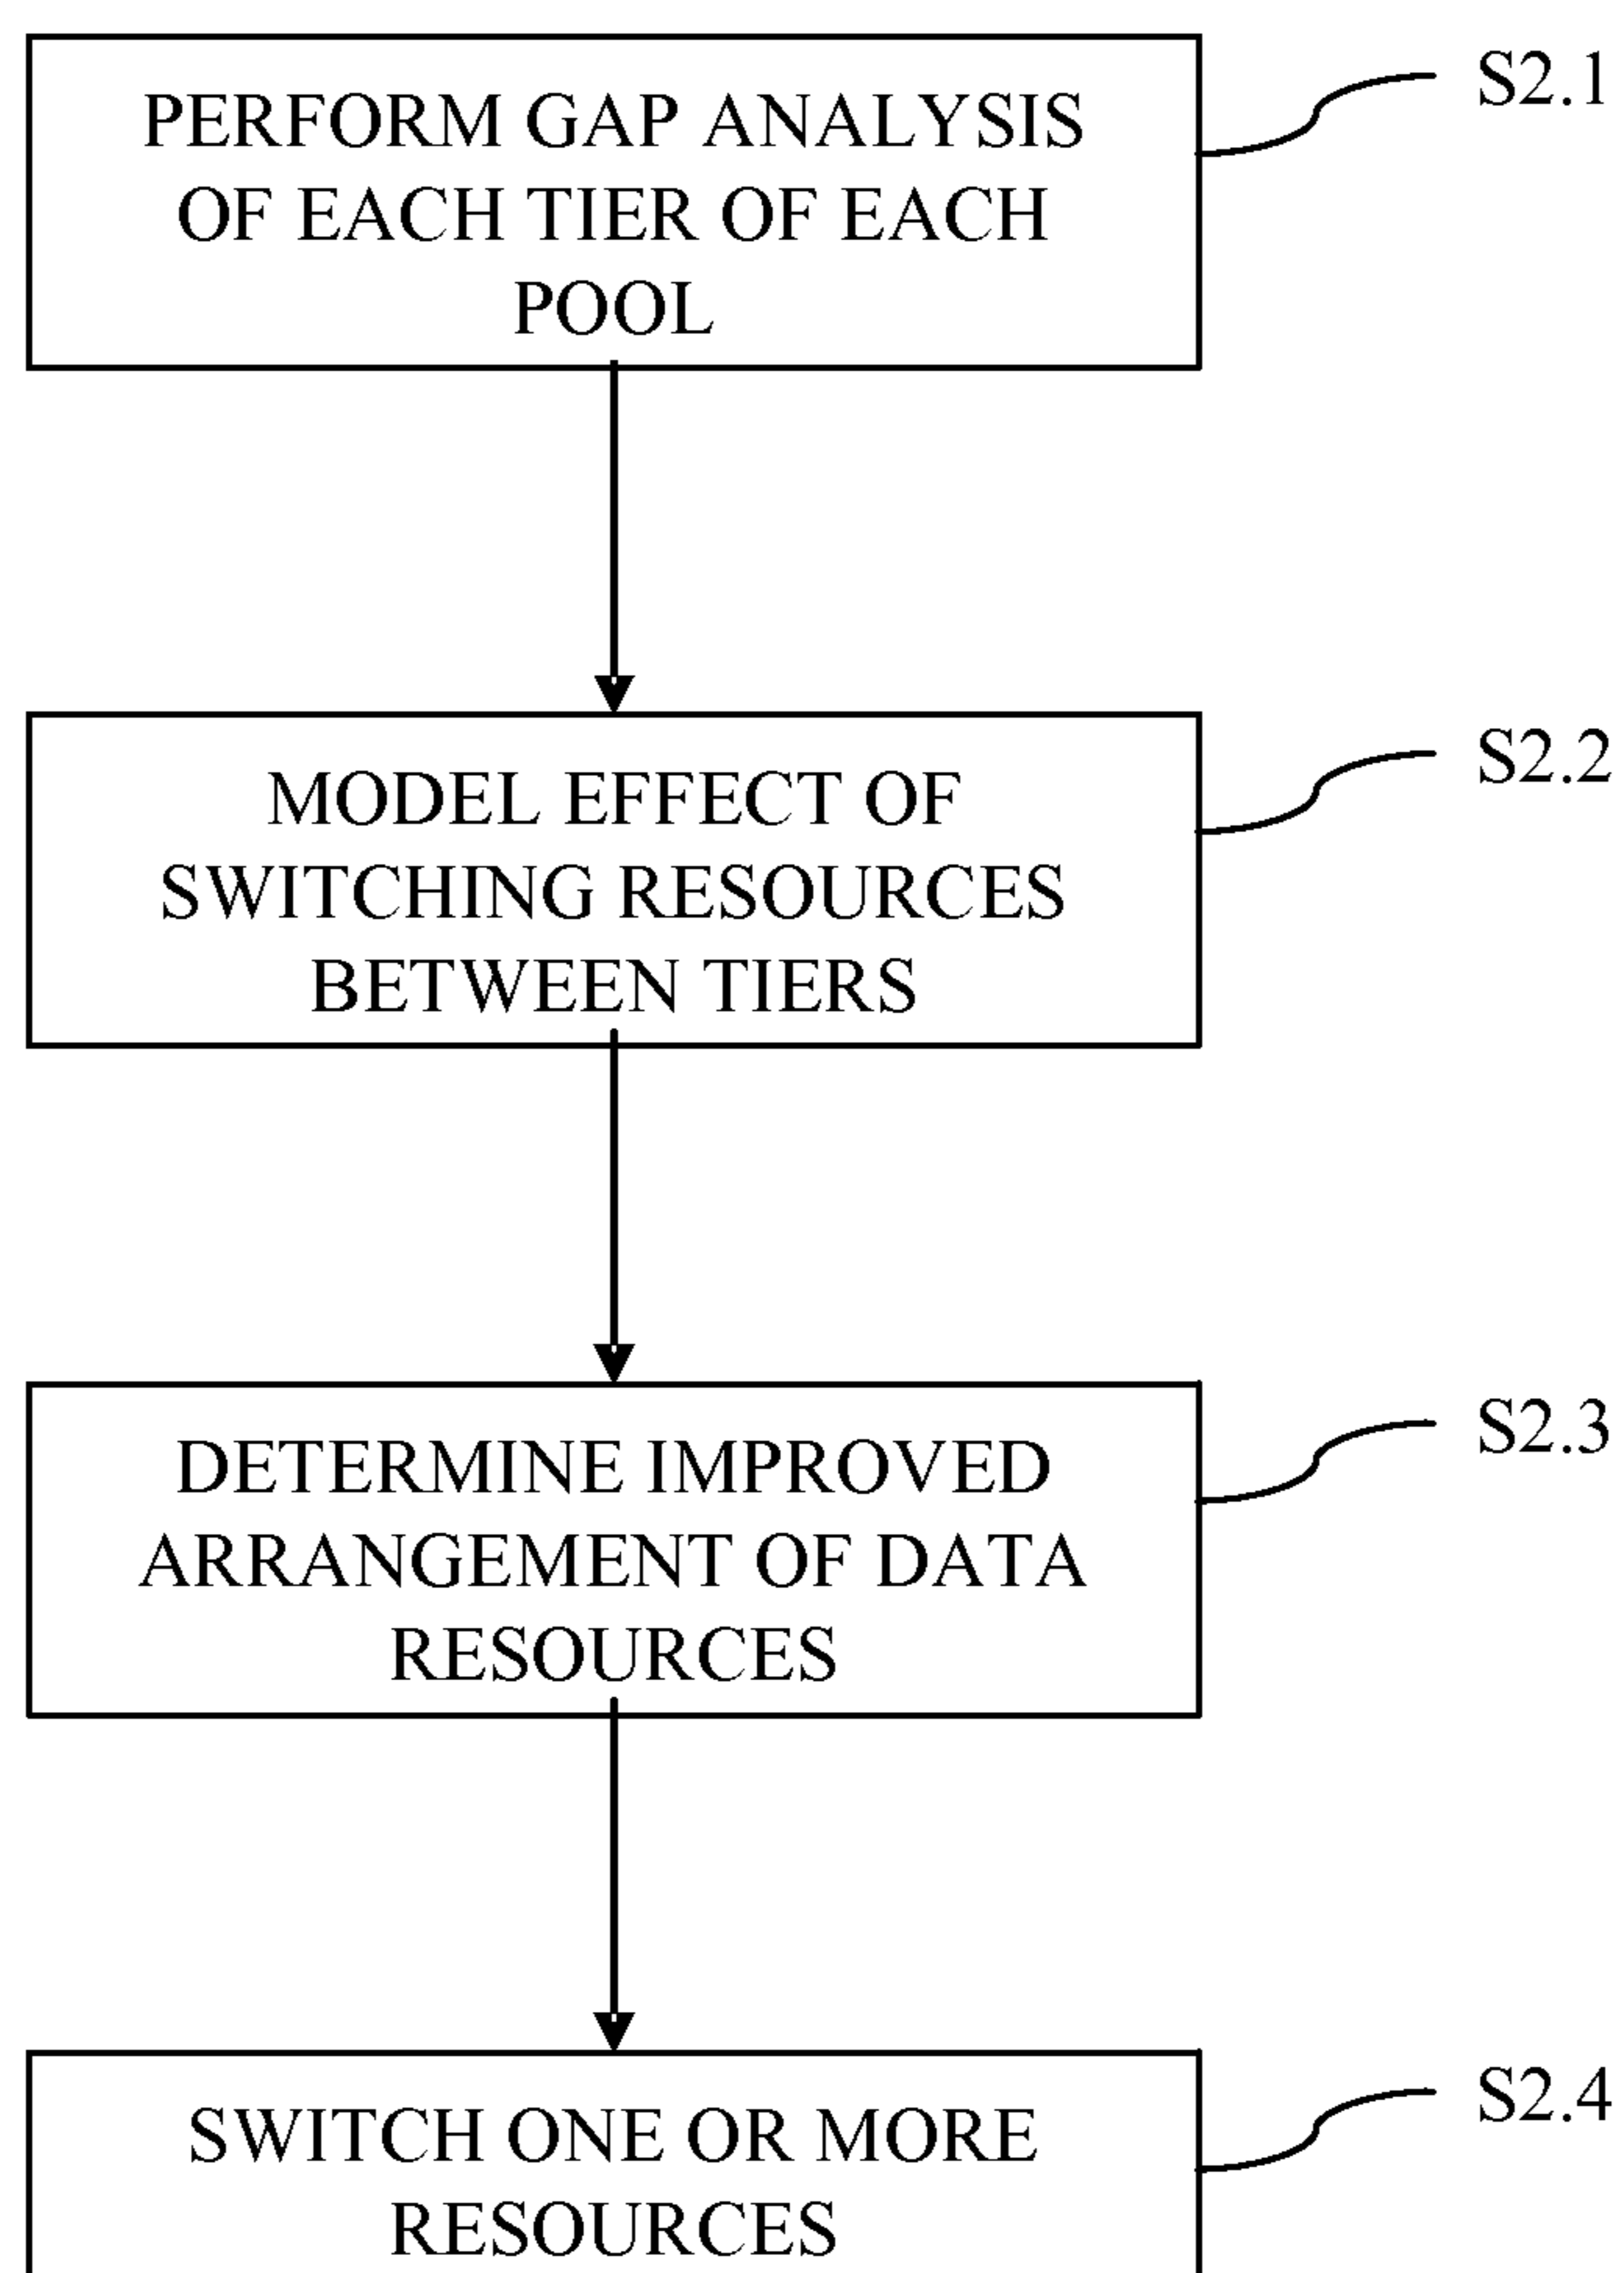 PERFORM GAP ANALYSIS
OF EACH TIER OF EACH
POOL
S2.1
MODEL EFFECT OF
SWITCHING RESOURCES
BETWEEN TIERS
S2.2
DETERMINE IMPROVED
ARRANGEMENT OF DATA
RESOURCES
S2.3
SWITCH ONE OR MORE
RESOURCES
S2.4